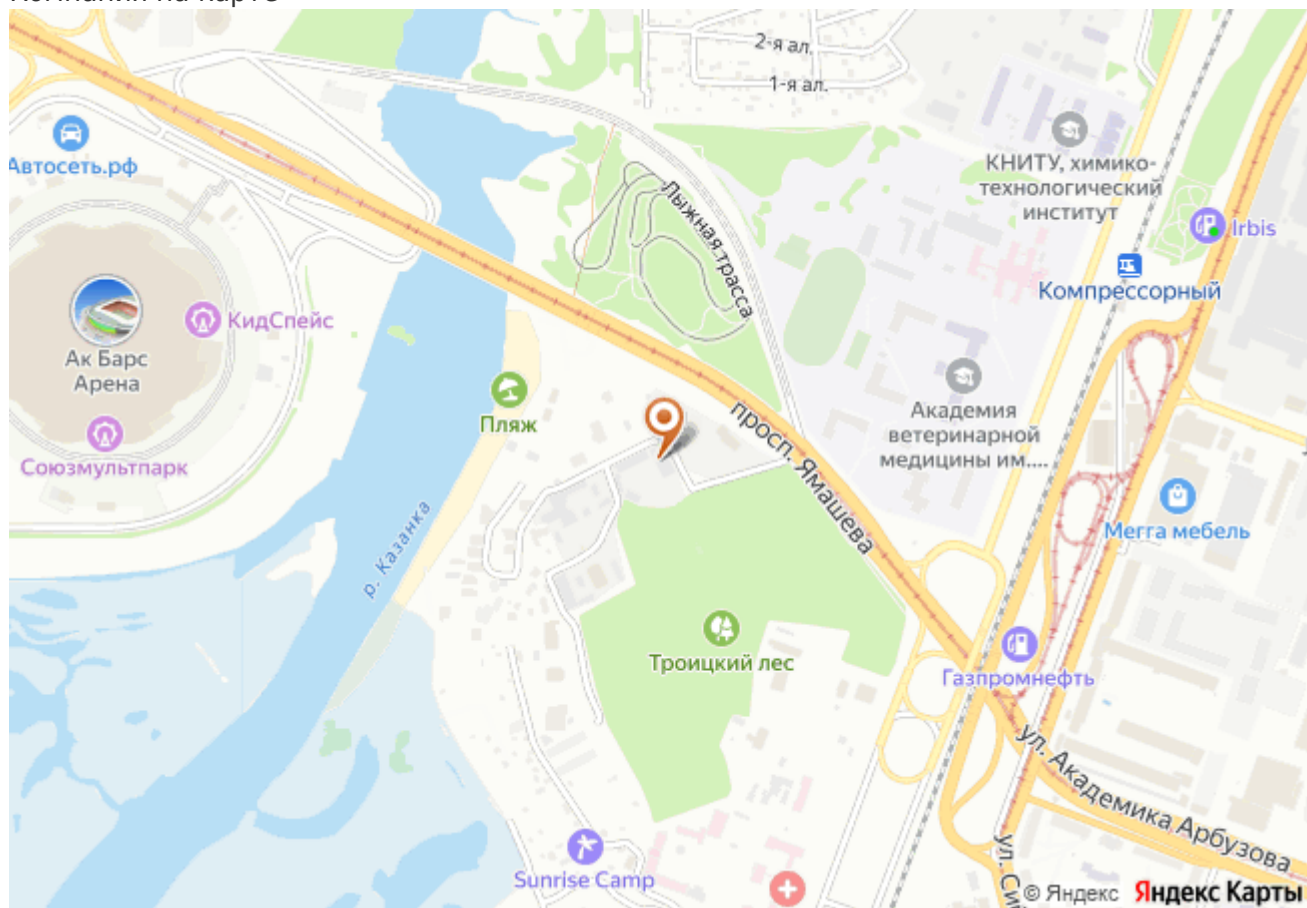 2-я ал.
1-я ал.
Автосеть.рф
КНИТУ, химико-
технологический
институт
Лыжная трасса
Irbis
Компрессорный
КидСпейс
Ак Барс
Арена
Пляж
просп. Ямашева
Академия
ветеринарной
медицины им....
Союзмультпарк
р. Казанка
Мегга мебель
Троицкий лес
Газпромнефть
ул. Академика Арбузова
Sunrise Camp
ул. Си
© Яндекс Яндекс Карты